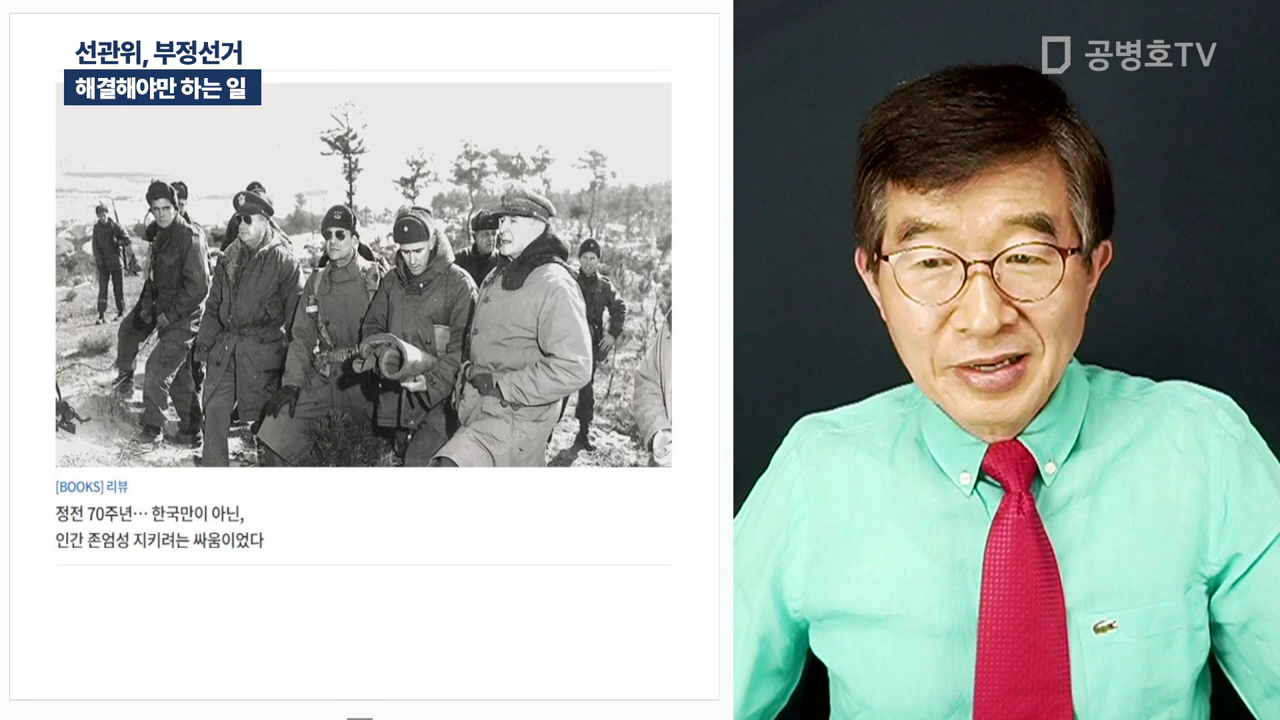 선관위, 부정선거
해결해야만 하는 일
공병호TV
[BOOKS] 리뷰
정전 70주년… 한국만이 아닌,
인간 존엄성 지키려는 싸움이었다